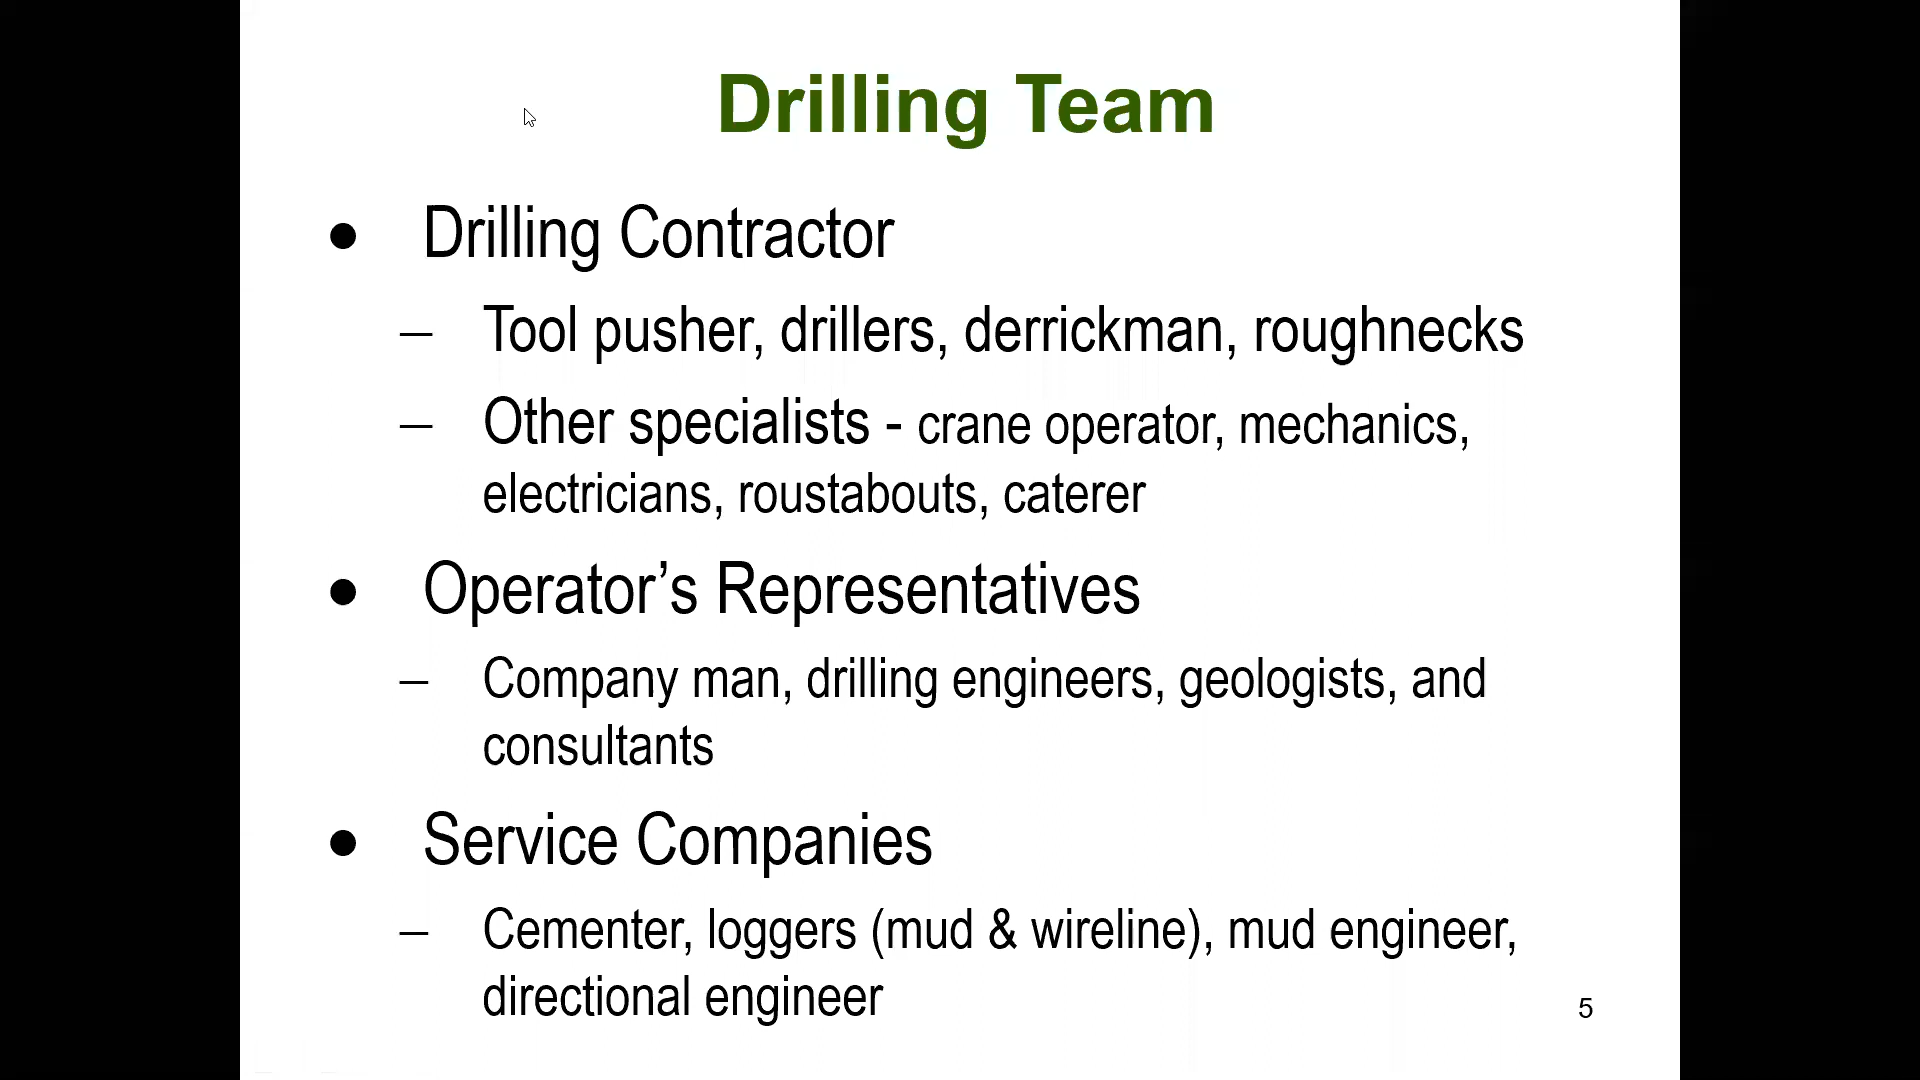 Drilling Team
● Drilling Contractor
– Tool pusher, drillers, derrickman, roughnecks
– Other specialists - crane operator, mechanics,
electricians, roustabouts, caterer
● Operator’s Representatives
– Company man, drilling engineers, geologists, and
consultants
● Service Companies
– Cementer, loggers (mud & wireline), mud engineer,
directional engineer
5